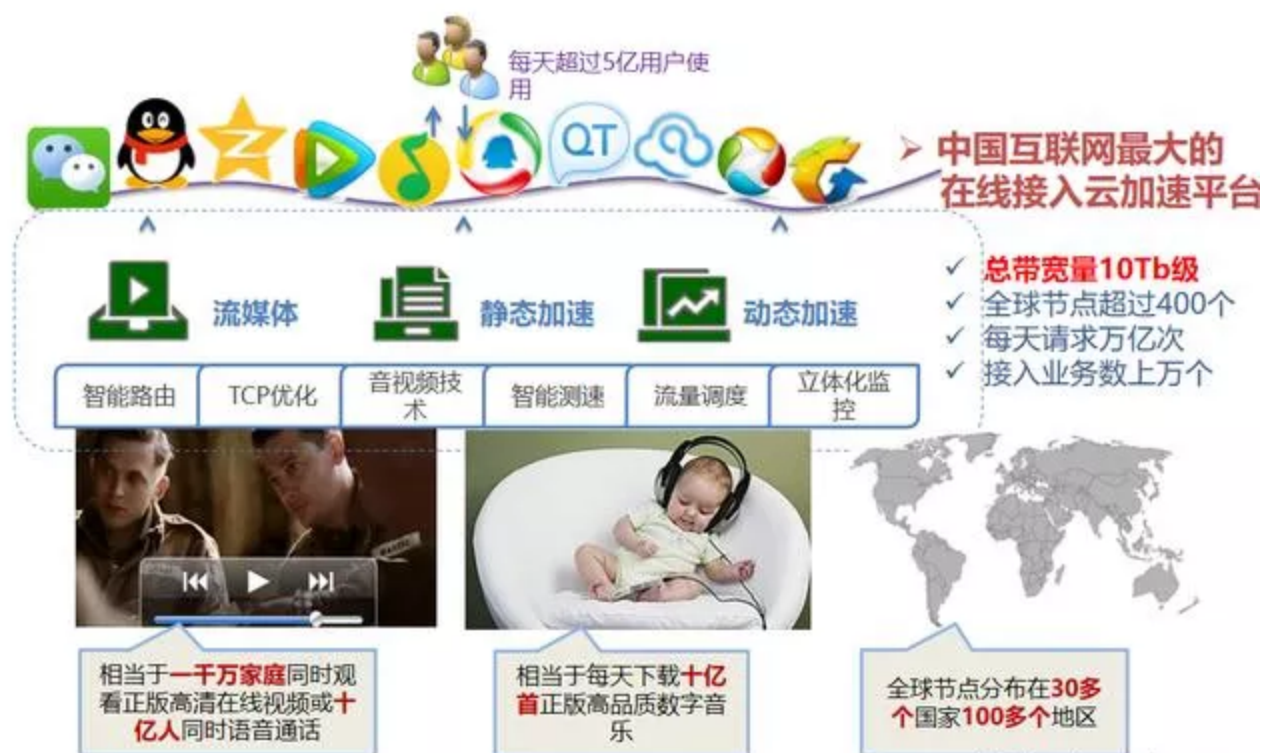 每天超过5亿用户使
用
QT
中国互联网最大的
在线接入云加速平台
总带宽量10Tb级
全球节点超过400个
每天请求万亿次
接入业务数上万个
流媒体
静态加速
动态加速
智能路由
TCP优化
音视频技
术
智能测速
流量调度
立体化监
控
相当于一千万家庭同时观
看正版高清在线视频或十
亿人同时语音通话
相当于每天下载十亿
首正版高品质数字音
乐
全球节点分布在30多
个国家100多个地区